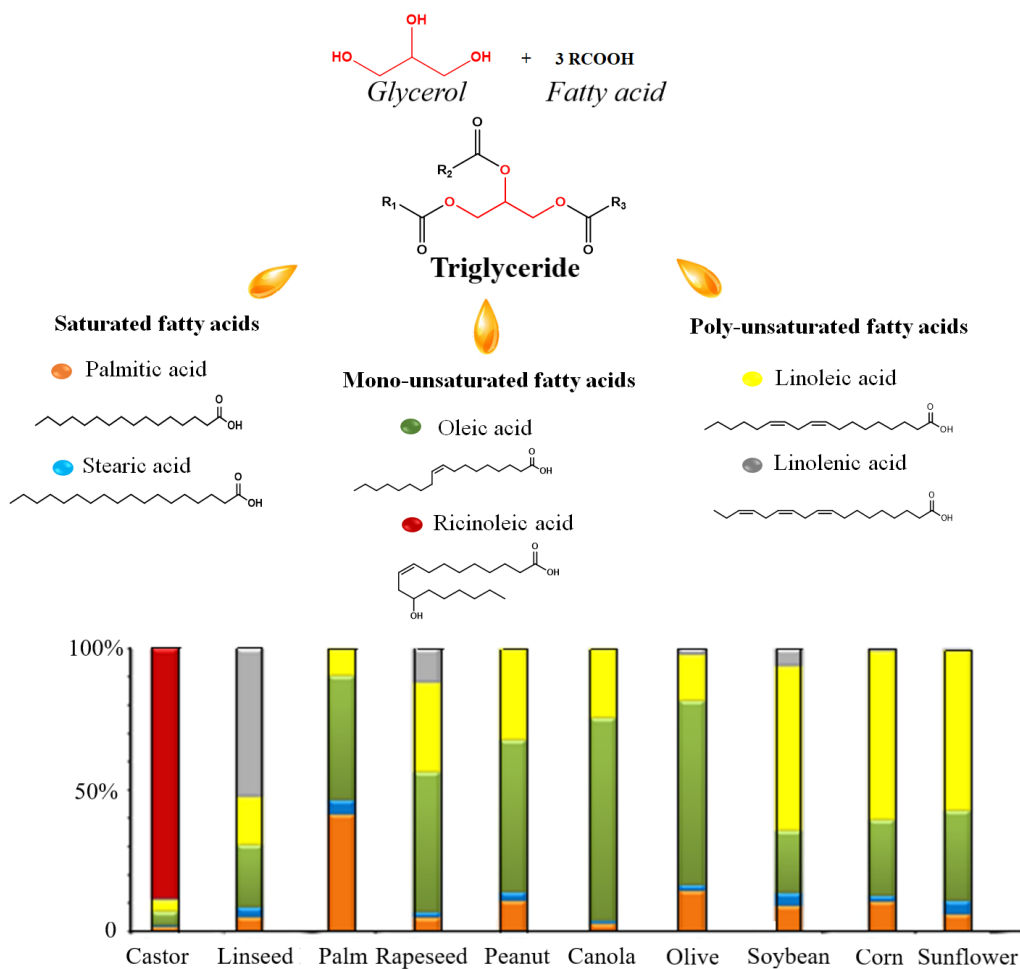 OH
HO OH + 3 RCOOH
Glycerol Fatty acid
O
R2 O
R1 O O R3
O O
Triglyceride
Saturated fatty acids
Palmitic acid
O
OH
Stearic acid
O
OH
Mono-unsaturated fatty acids
Oleic acid
O
OH
Ricinoleic acid
O
OH
OH
Poly-unsaturated fatty acids
Linoleic acid
O
OH
Linolenic acid
O
OH
100%
50%
0
Castor Linseed Palm Rapeseed Peanut Canola Olive Soybean Corn Sunflower